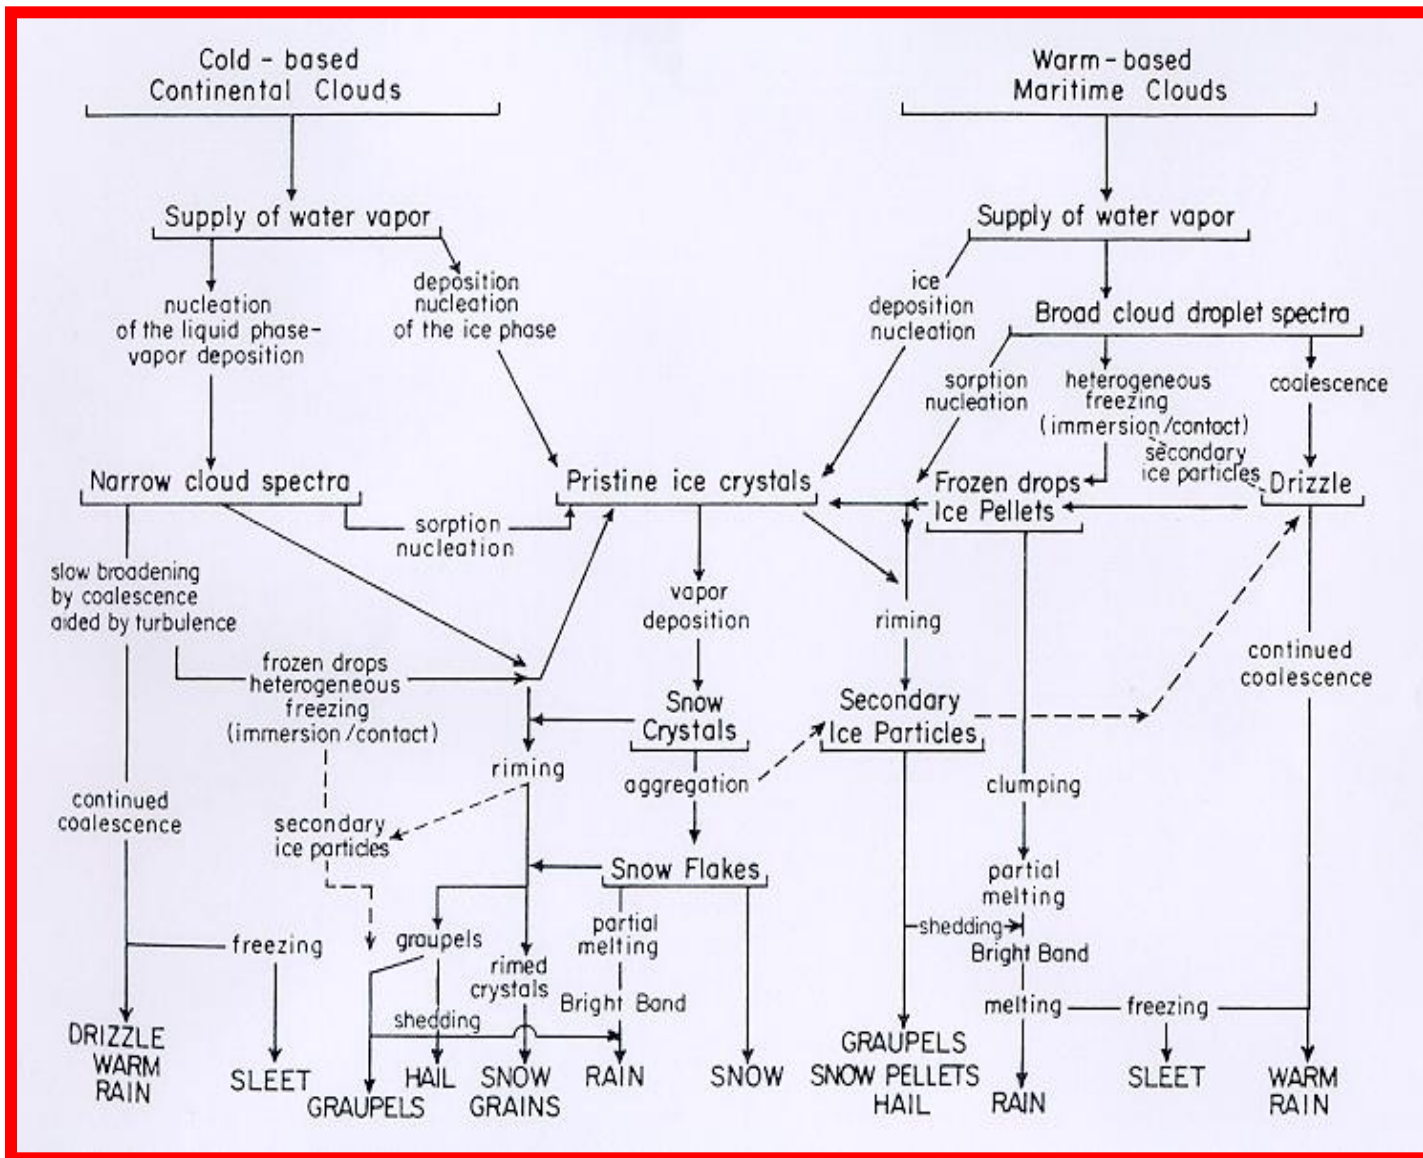 Cold - based
Continental Clouds
Warm - based
Maritime Clouds
Supply of water vapor
Supply of water vapor
nucleation
of the liquid phase-
vapor deposition
deposition
nucleation
of the ice phase
ice
deposition
nucleation
Broad cloud droplet spectra
sorption
nucleation
heterogeneous
freezing
(immersion/contact)
secondary
ice particles
coalescence
Narrow cloud spectra
Pristine ice crystals
Frozen drops
Ice Pellets
Drizzle
sorption
nucleation
slow broadening
by coalescence
aided by turbulence
vapor
deposition
riming
continued
coalescence
frozen drops
heterogeneous
freezing
(immersion/contact)
Snow
Crystals
Secondary
Ice Particles
riming
aggregation
clumping
continued
coalescence
secondary
ice particles
Snow Flakes
partial
melting
freezing
graupels
rimed
crystals
partial
melting
Bright Band
shedding
shedding
Bright Band
melting
freezing
DRIZZLE
WARM
RAIN
SLEET
GRAUPELS
HAIL
SNOW
GRAINS
RAIN
SNOW
GRAUPELS
SNOW PELLETS
HAIL
RAIN
SLEET
WARM
RAIN